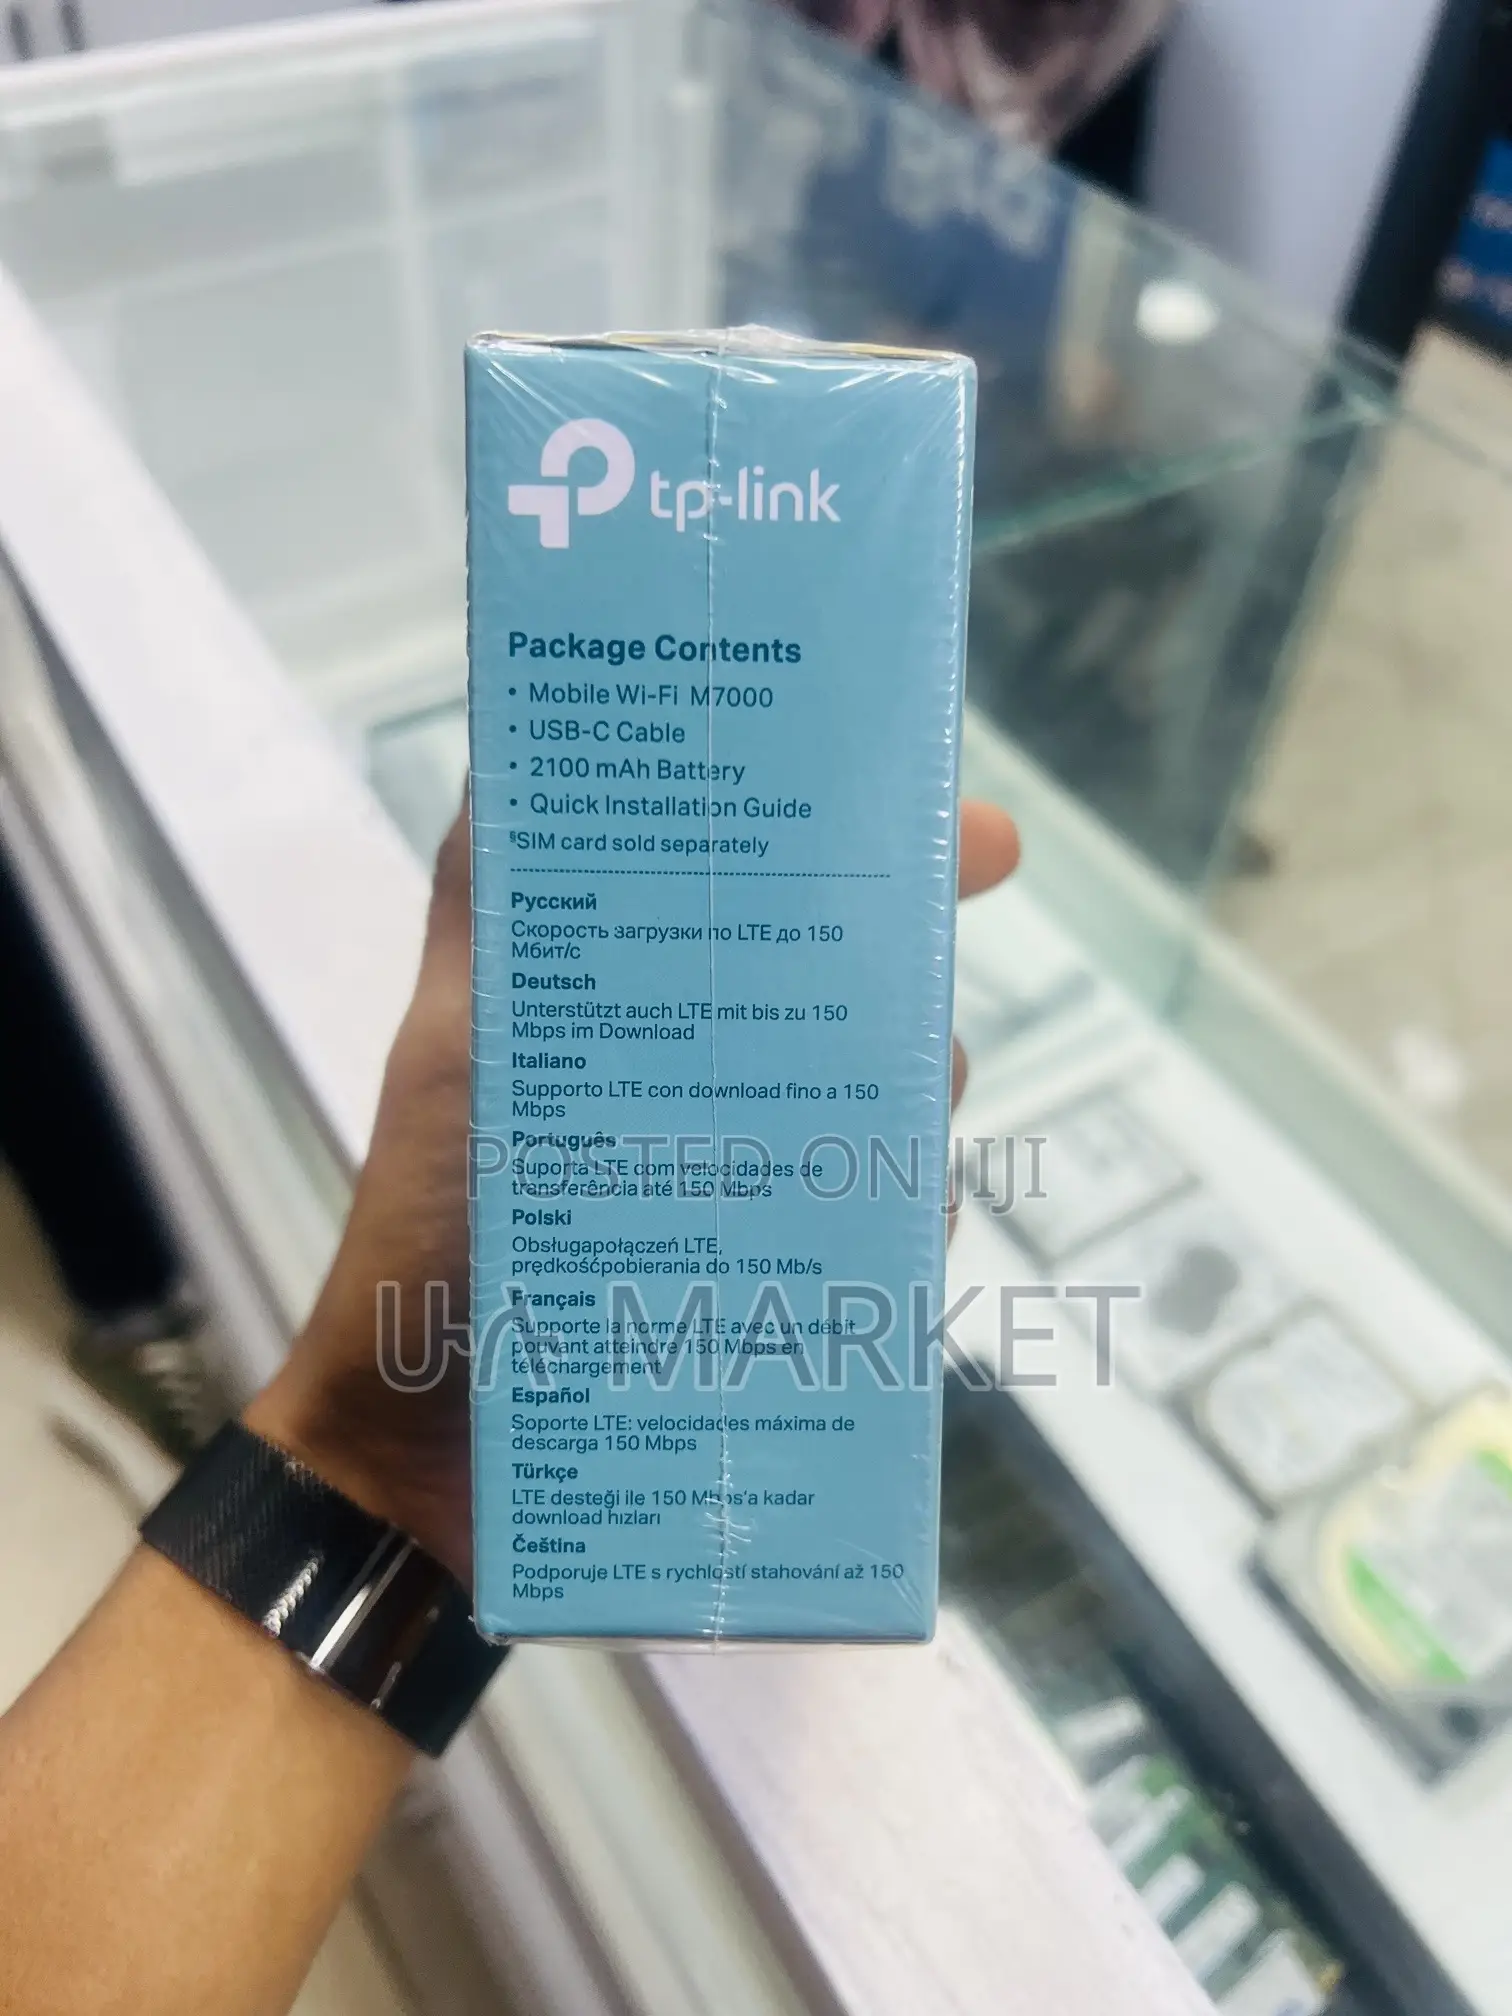 tp-link
Package Contents
• Mobile Wi-Fi M7000
• USB-C Cable
• 2100 mAh Battery
• Quick Installation Guide
§SIM card sold separately
Русский
Скорость загрузки по LTE до 150
Мбит/с
Deutsch
Unterstützt auch LTE mit bis zu 150
Mbps im Download
Italiano
Supporto LTE con download fino a 150
Mbps
Português
Suporta LTE com velocidades de
transferência até 150 Mbps
POSTED ON JIJI
Polski
Obsługapołączeń LTE,
prędkośćpobierania do 150 Mb/s
Français
Supporte la norme LTE avec un débit
pouvant atteindre 150 Mbps en
téléchargement
ሁሉ MARKET
Español
Soporte LTE: velocidades máxima de
descarga 150 Mbps
Türkçe
LTE desteği ile 150 Mbps'a kadar
download hızları
Čeština
Podporuje LTE s rychlostí stahování až 150
Mbps